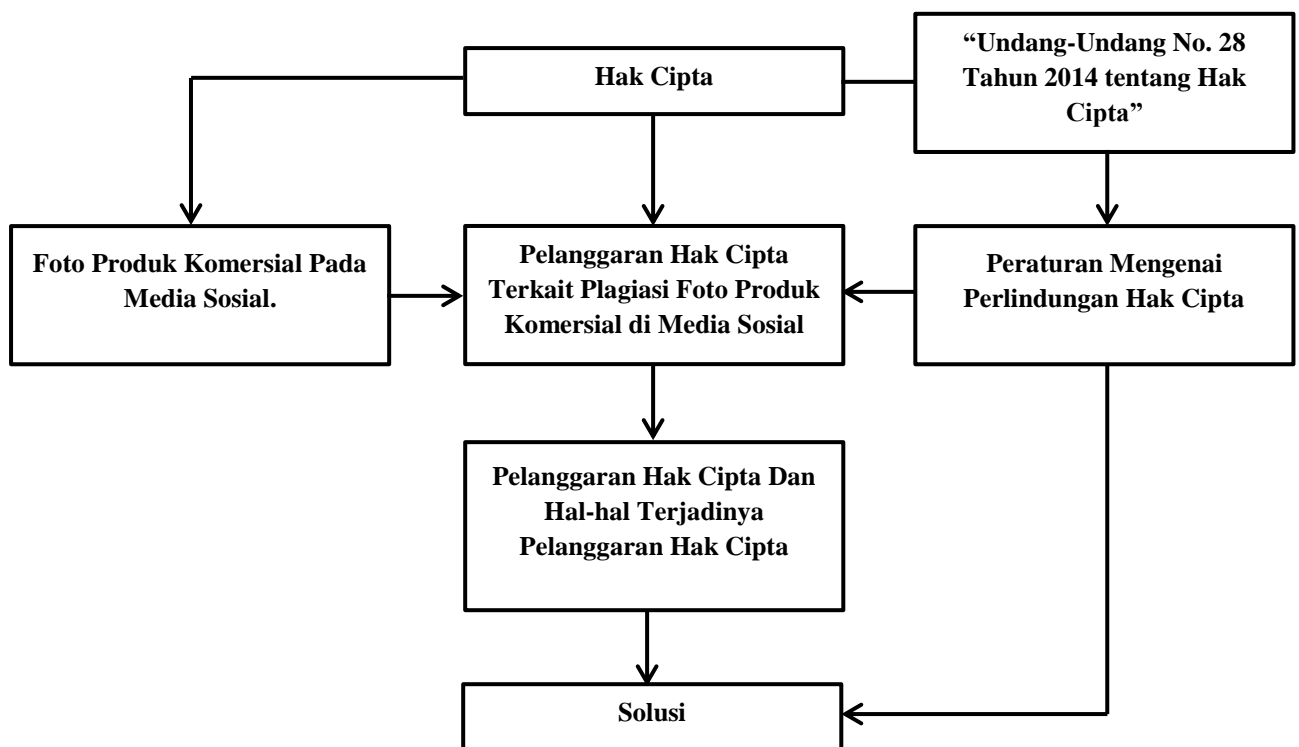 Hak Cipta
“Undang-Undang No. 28
Tahun 2014 tentang Hak
Cipta”
Foto Produk Komersial Pada
Media Sosial.
Pelanggaran Hak Cipta
Terkait Plagiasi Foto Produk
Komersial di Media Sosial
Peraturan Mengenai
Perlindungan Hak Cipta
Pelanggaran Hak Cipta Dan
Hal-hal Terjadinya
Pelanggaran Hak Cipta
Solusi